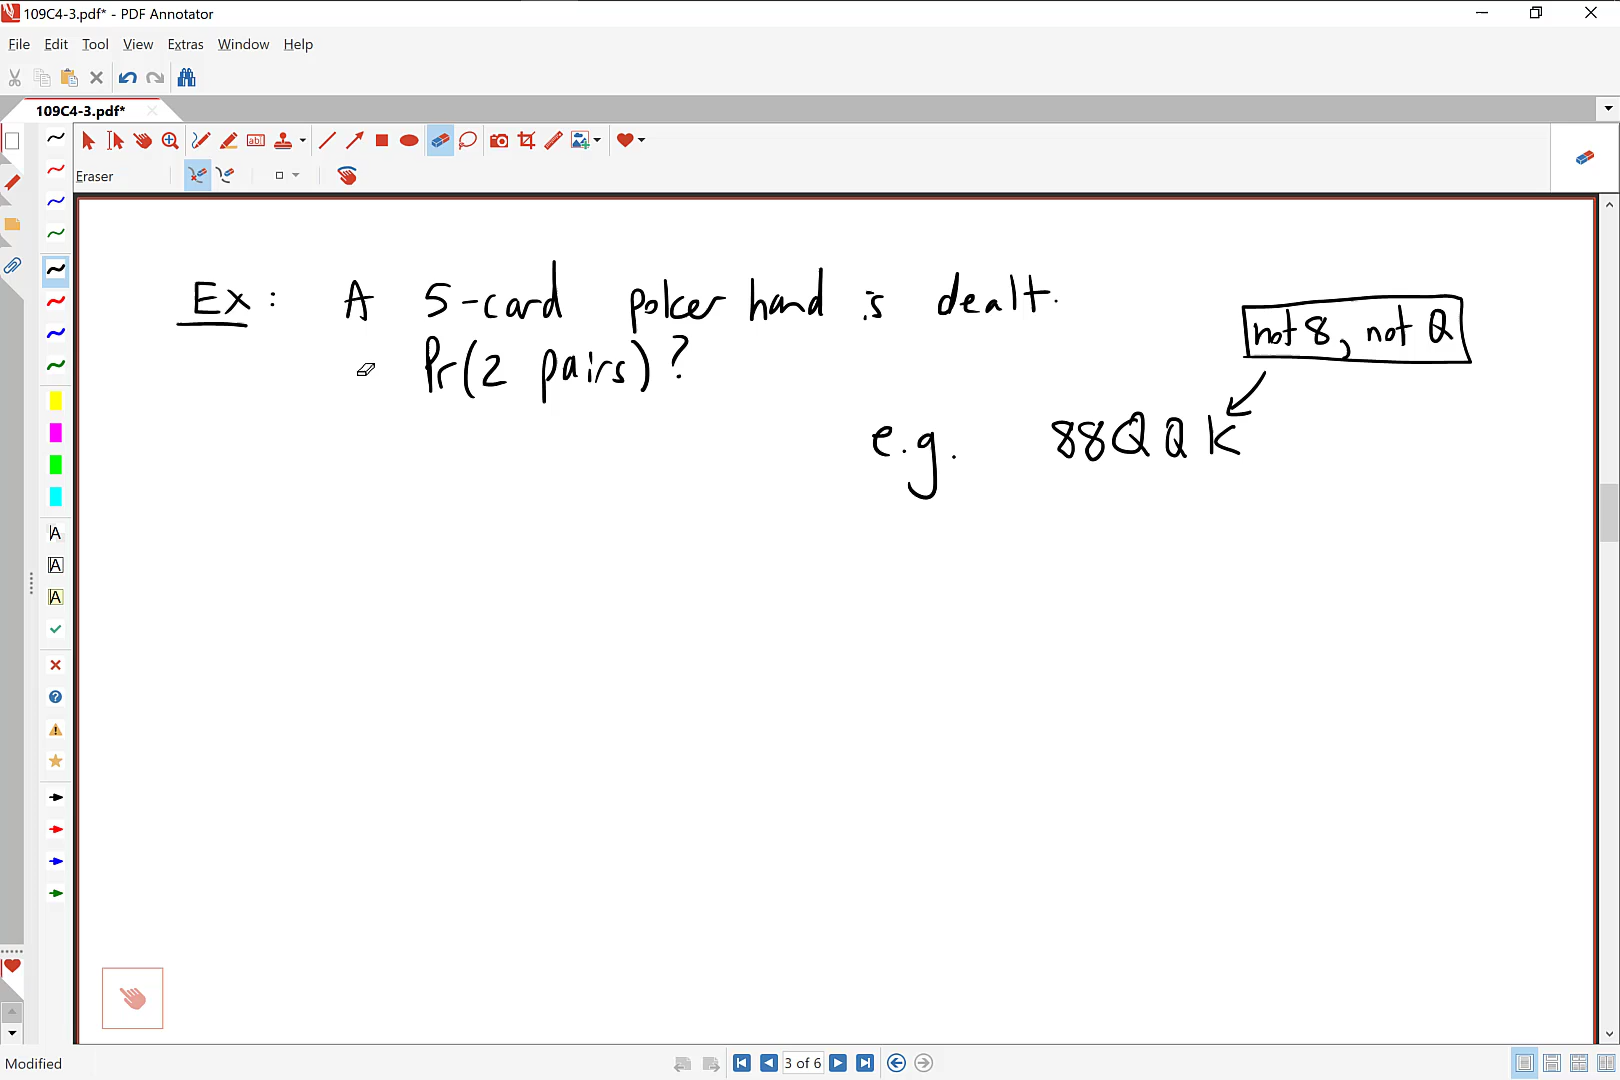 109C4-3.pdf* - PDF Annotator
File Edit Tool View Extras Window Help
109C4-3.pdf*
Eraser
Ex: A 5-card poker hand is dealt.
not 8, not Q
Pr(2 pairs)?
e.g. 88QQK
Modified
3 of 6